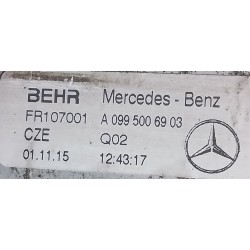 BEHR Mercedes - Benz
FR107001 A 099 500 69 03
CZE Q02
01.11.15 12:43:17